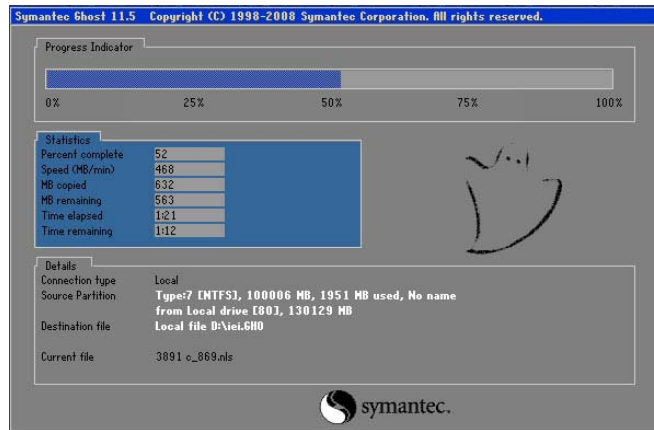 Symantec Ghost 11.5 Copyright (C) 1998-2008 Symantec Corporation. All rights reserved.
Progress Indicator
0% 25% 50% 75% 100%
Statistics
Percent complete 52
Speed (MB/min) 468
MB copied 632
MB remaining 563
Time elapsed 1:21
Time remaining 1:12
Details
Connection type Local
Source Partition Type:7 [NTFS], 100006 MB, 1951 MB used, No name
from Local drive [80], 130129 MB
Destination file Local file D:\iei.GHO
Current file 3891 c_869.nls
symantec.